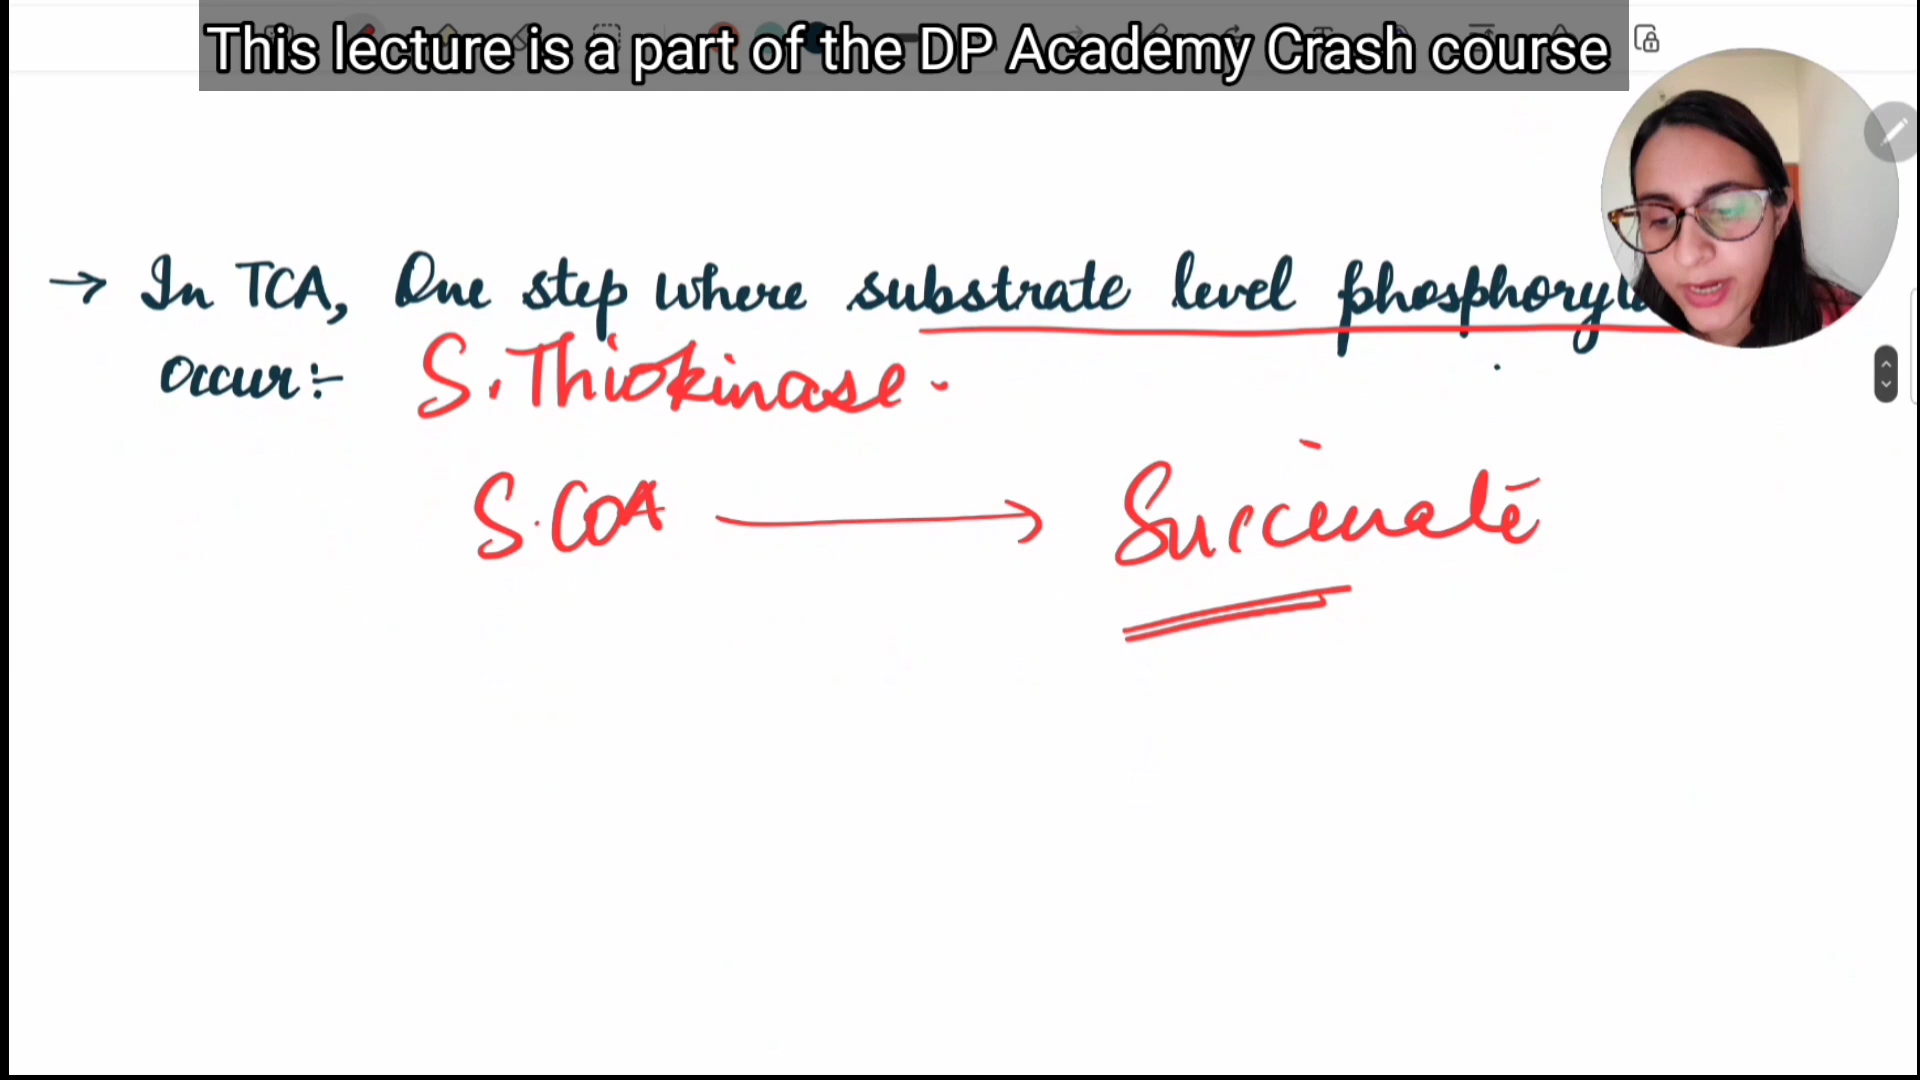 This lecture is a part of the DP Academy Crash course
→ In TCA, One step where substrate level
occur:- S. Thiokinase.
S.CoA → Succinate